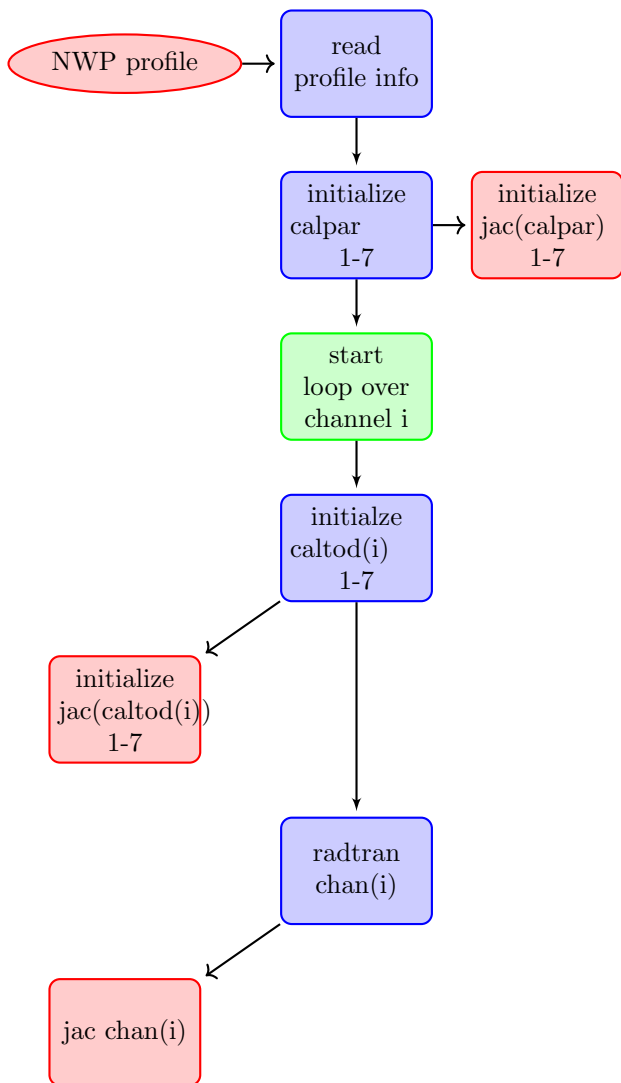 NWP profile
read
profile info
initialize
calpar
1-7
initialize
jac(calpar)
1-7
start
loop over
channel i
initialze
caltod(i)
1-7
initialize
jac(caltod(i))
1-7
radtran
chan(i)
jac chan(i)